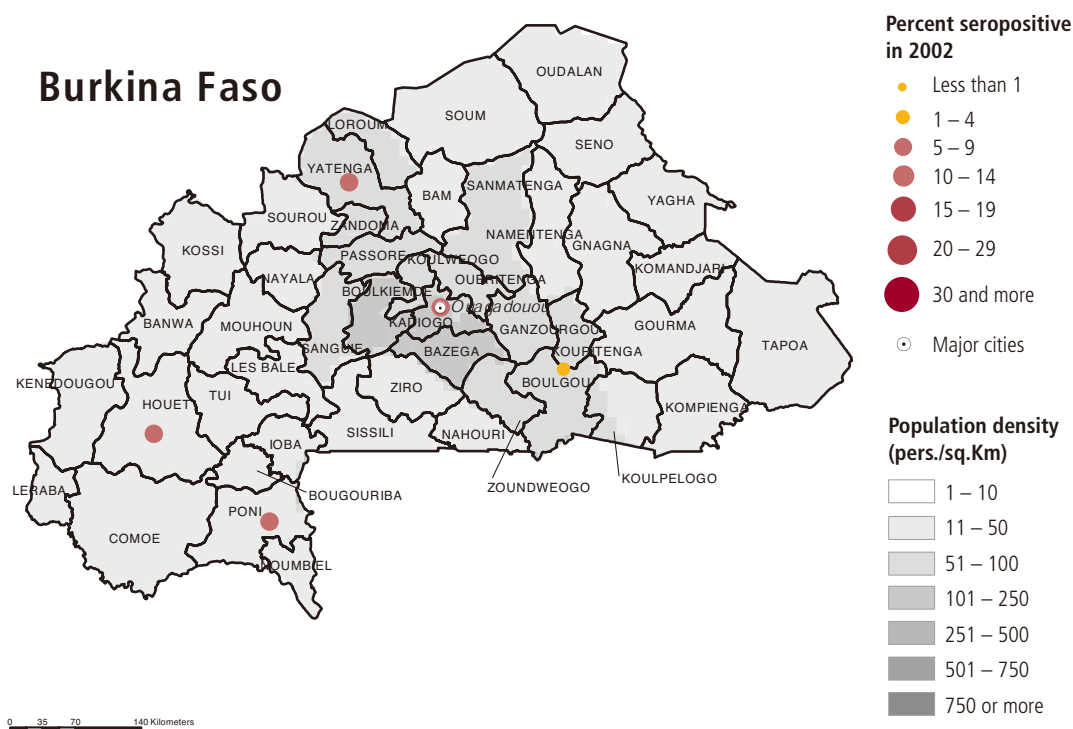 Burkina Faso
OUDALAN
SOUM
LOROUM
SENO
YATENGA
BAM
SANMATENGA
YAGHA
SOUROU
ZANDOMA
NAMENTENGA
GNAGNA
KOSSI
PASSORE
KOULWEOGO
KOMANDJARI
NAYALA
OUBRITENGA
BOULKIEMDE
Ouagadouou
BANWA
MOUHOUN
KADIOGO
GANZOURGOU
GOURMA
TAPOA
SANGUIE
BAZEGA
KOURITENGA
LES BALE
KENEDOUGOU
ZIRO
BOULGOU
TUI
HOUET
KOMPIENGA
SISSILI
NAHOURI
IOBA
KOULPELOGO
LERABA
ZOUNDWEOGO
BOUGOURIBA
PONI
COMOE
NOUMBIEL
0 35 70 140 Kilometers
Percent seropositive
in 2002
Less than 1
1 – 4
5 – 9
10 – 14
15 – 19
20 – 29
30 and more
Major cities
Population density
(pers./sq.Km)
1 – 10
11 – 50
51 – 100
101 – 250
251 – 500
501 – 750
750 or more